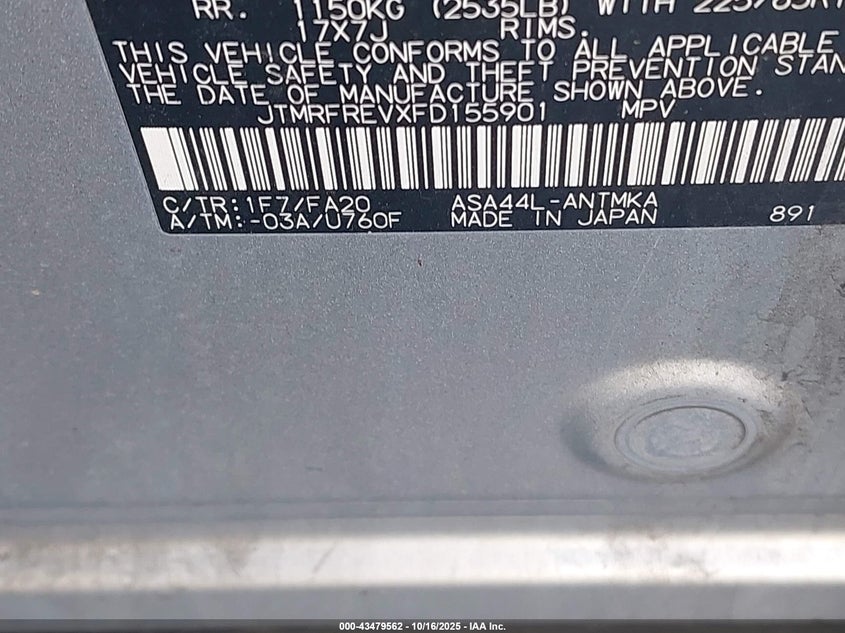 RR. 1150KG (2535LB) WITH 225/65R17
17X7J RIMS.
THIS VEHICLE CONFORMS TO ALL APPLICABLE
VEHICLE SAFETY AND THEFT PREVENTION STAN
THE DATE OF MANUFACTURE SHOWN ABOVE.
JTMRFREVXFD155901 MPV
C/TR:1F7/FA20 ASA44L-ANTMKA
A/TM:-03A/U760F MADE IN JAPAN 891
000-43479562 - 10/16/2025 - IAA Inc.